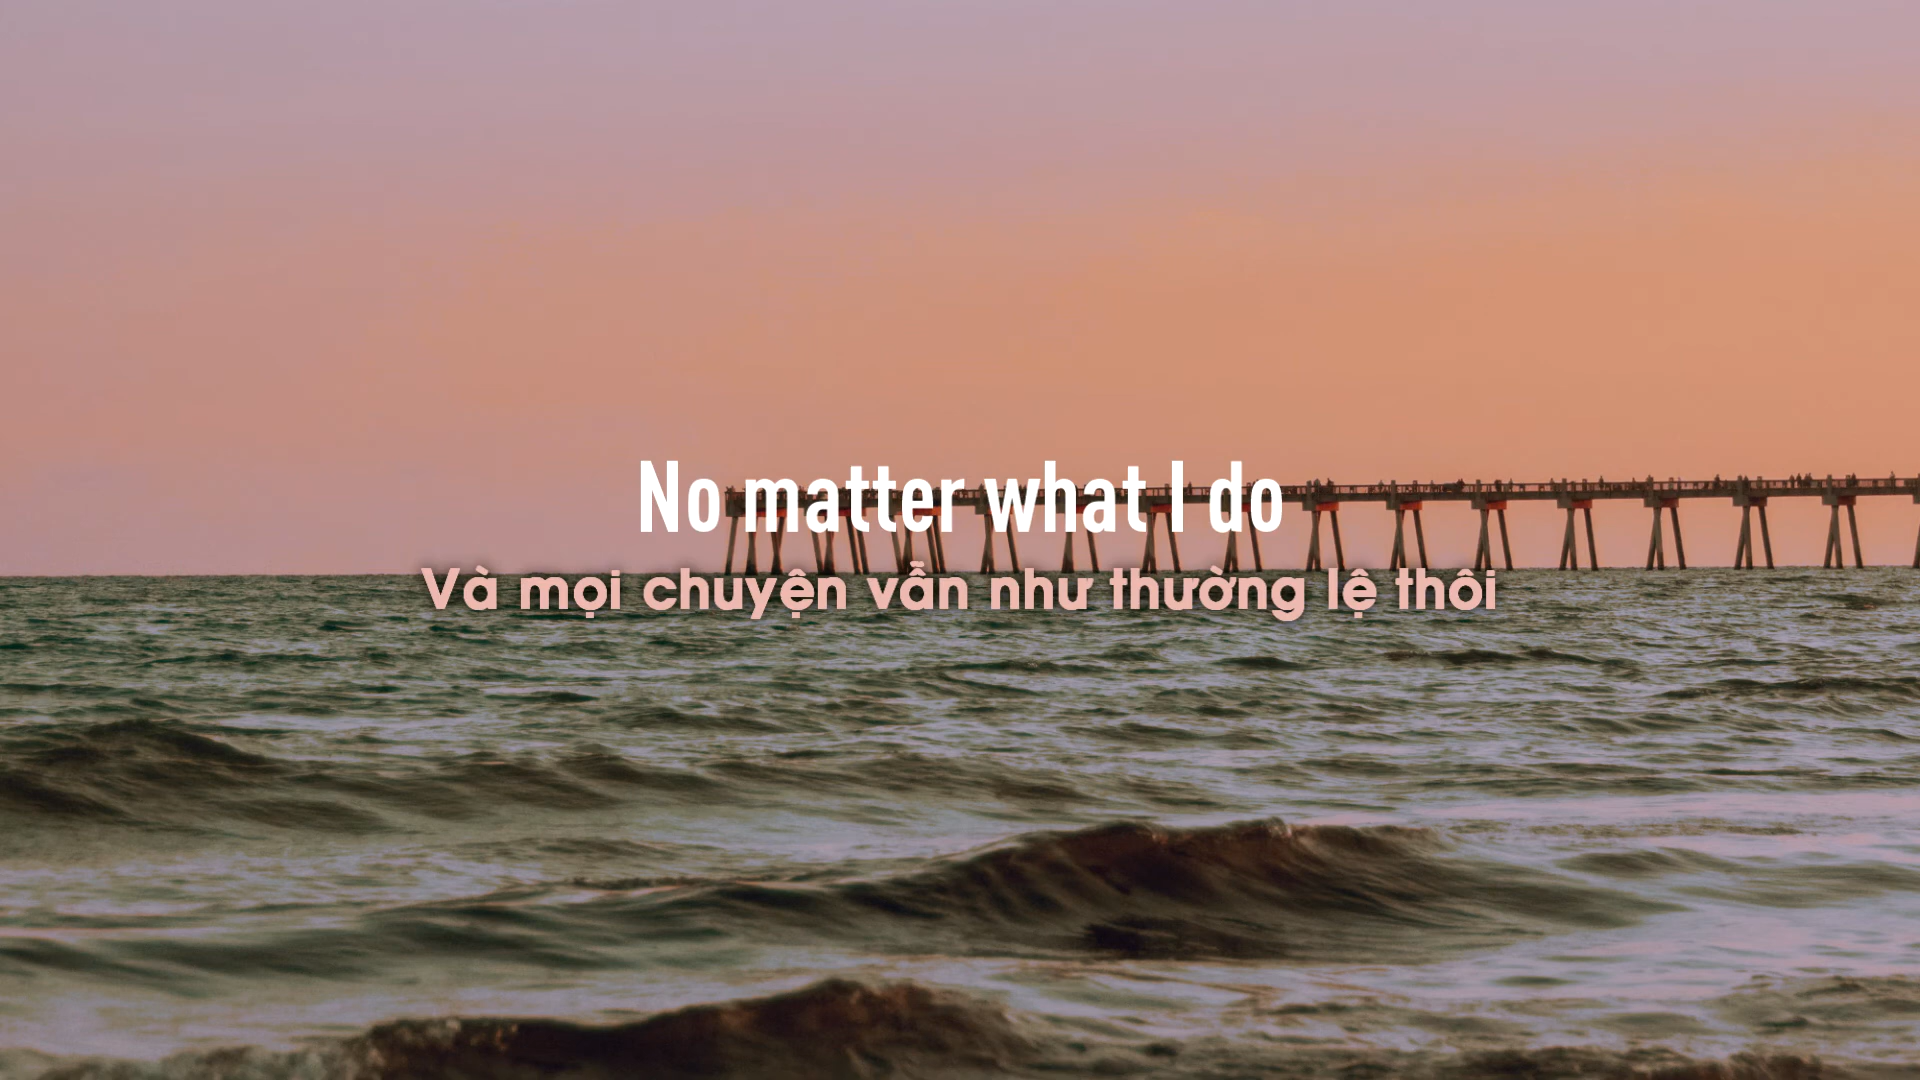 No matter what I do
Và mọi chuyện vẫn như thường lệ thôi